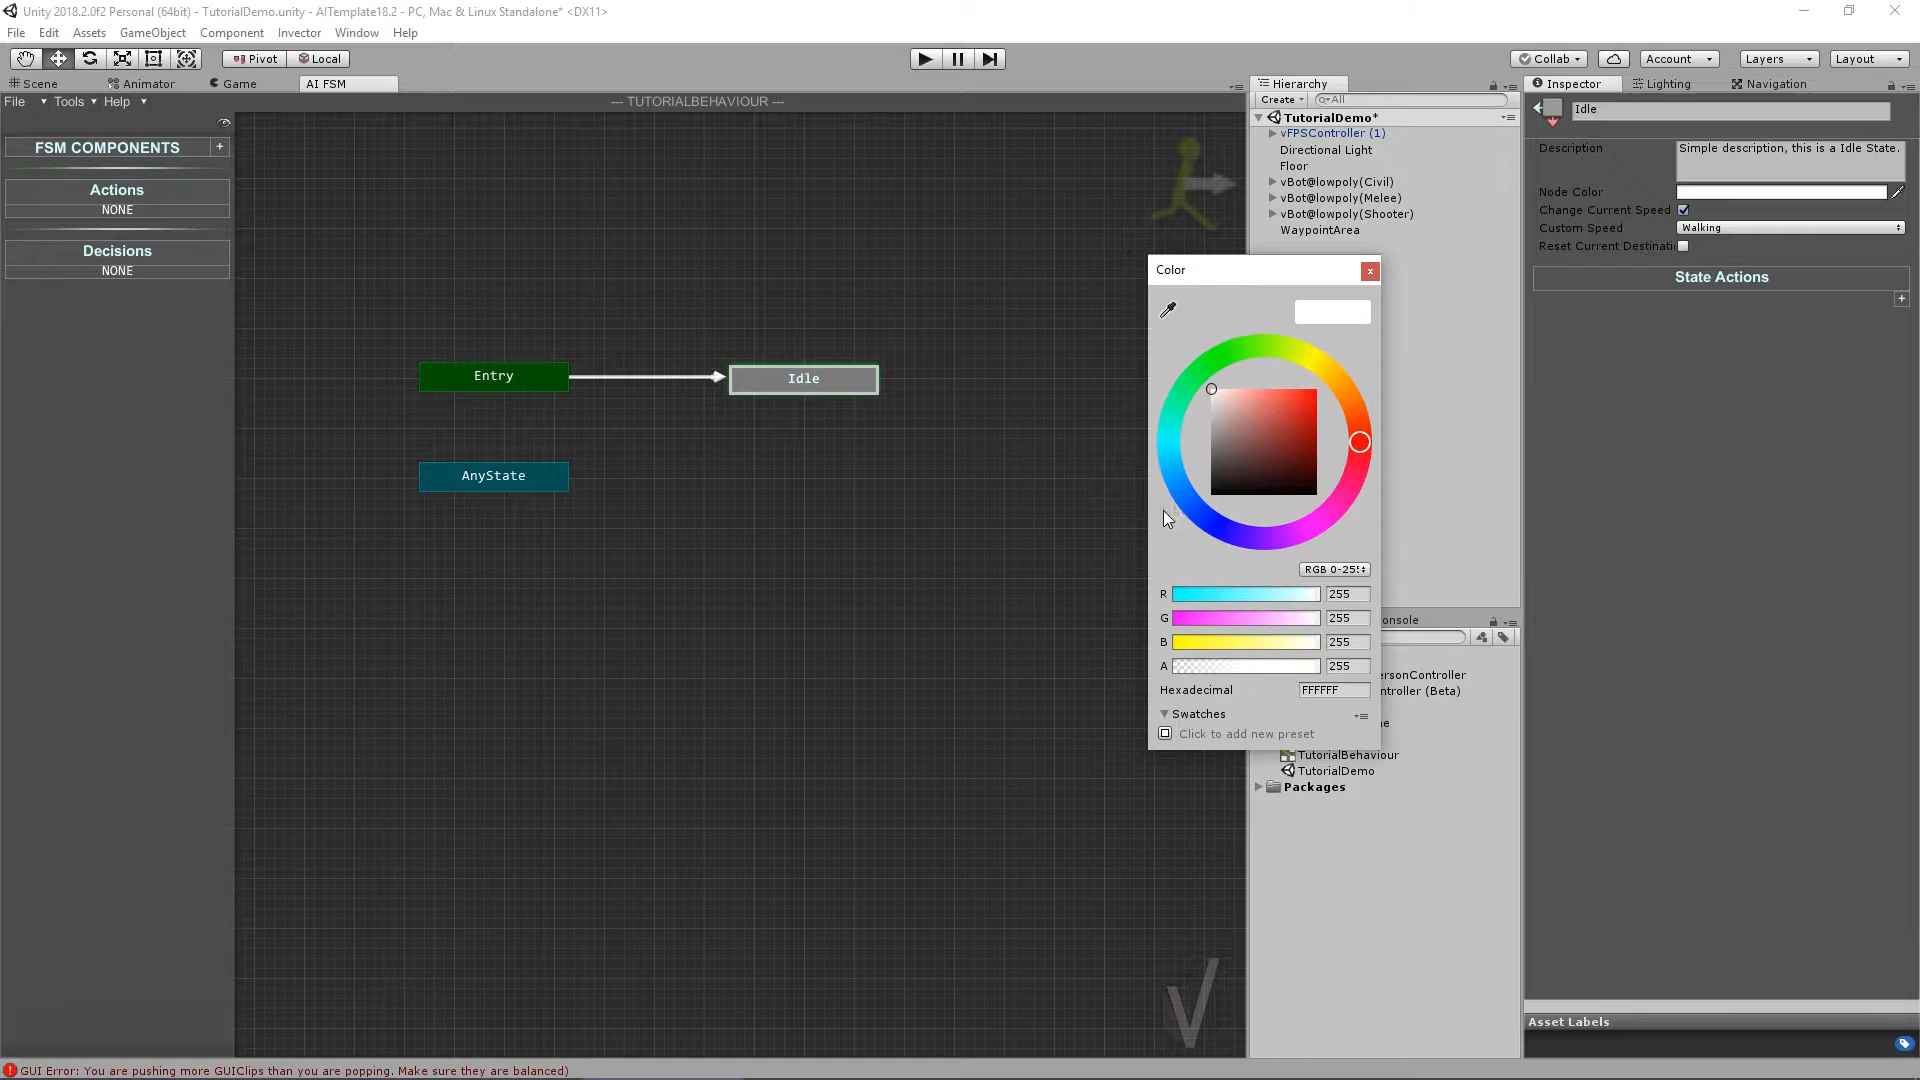 Unity 2018.2.0f2 Personal (64bit) - TutorialDemo.unity - AITemplate18.2 - PC, Mac & Linux Standalone* <DX11>
File Edit Assets GameObject Component Invector Window Help
Pivot Local Collab Account Layers Layout
Scene Animator Game AI FSM Hierarchy Inspector Lighting Navigation
File Tools Help --- TUTORIALBEHAVIOUR --- Create All Idle
TutorialDemo*
vFPSController (1)
Directional Light
Floor
vBot@lowpoly(Civil)
vBot@lowpoly(Melee)
vBot@lowpoly(Shooter)
WaypointArea
FSM COMPONENTS +
Actions
NONE
Decisions
NONE
Description Simple description, this is a Idle State.
Node Color
Change Current Speed
Custom Speed Walking
Reset Current Destinati
State Actions
+
Entry
Idle
AnyState
Color x
RGB 0-255
R 255
G 255
B 255
A 255
Hexadecimal FFFFFF
Swatches
Click to add new preset
onsole
ersonController
ntroller (Beta)
ne
TutorialBehaviour
TutorialDemo
Packages
Asset Labels
GUI Error: You are pushing more GUIClips than you are popping. Make sure they are balanced)